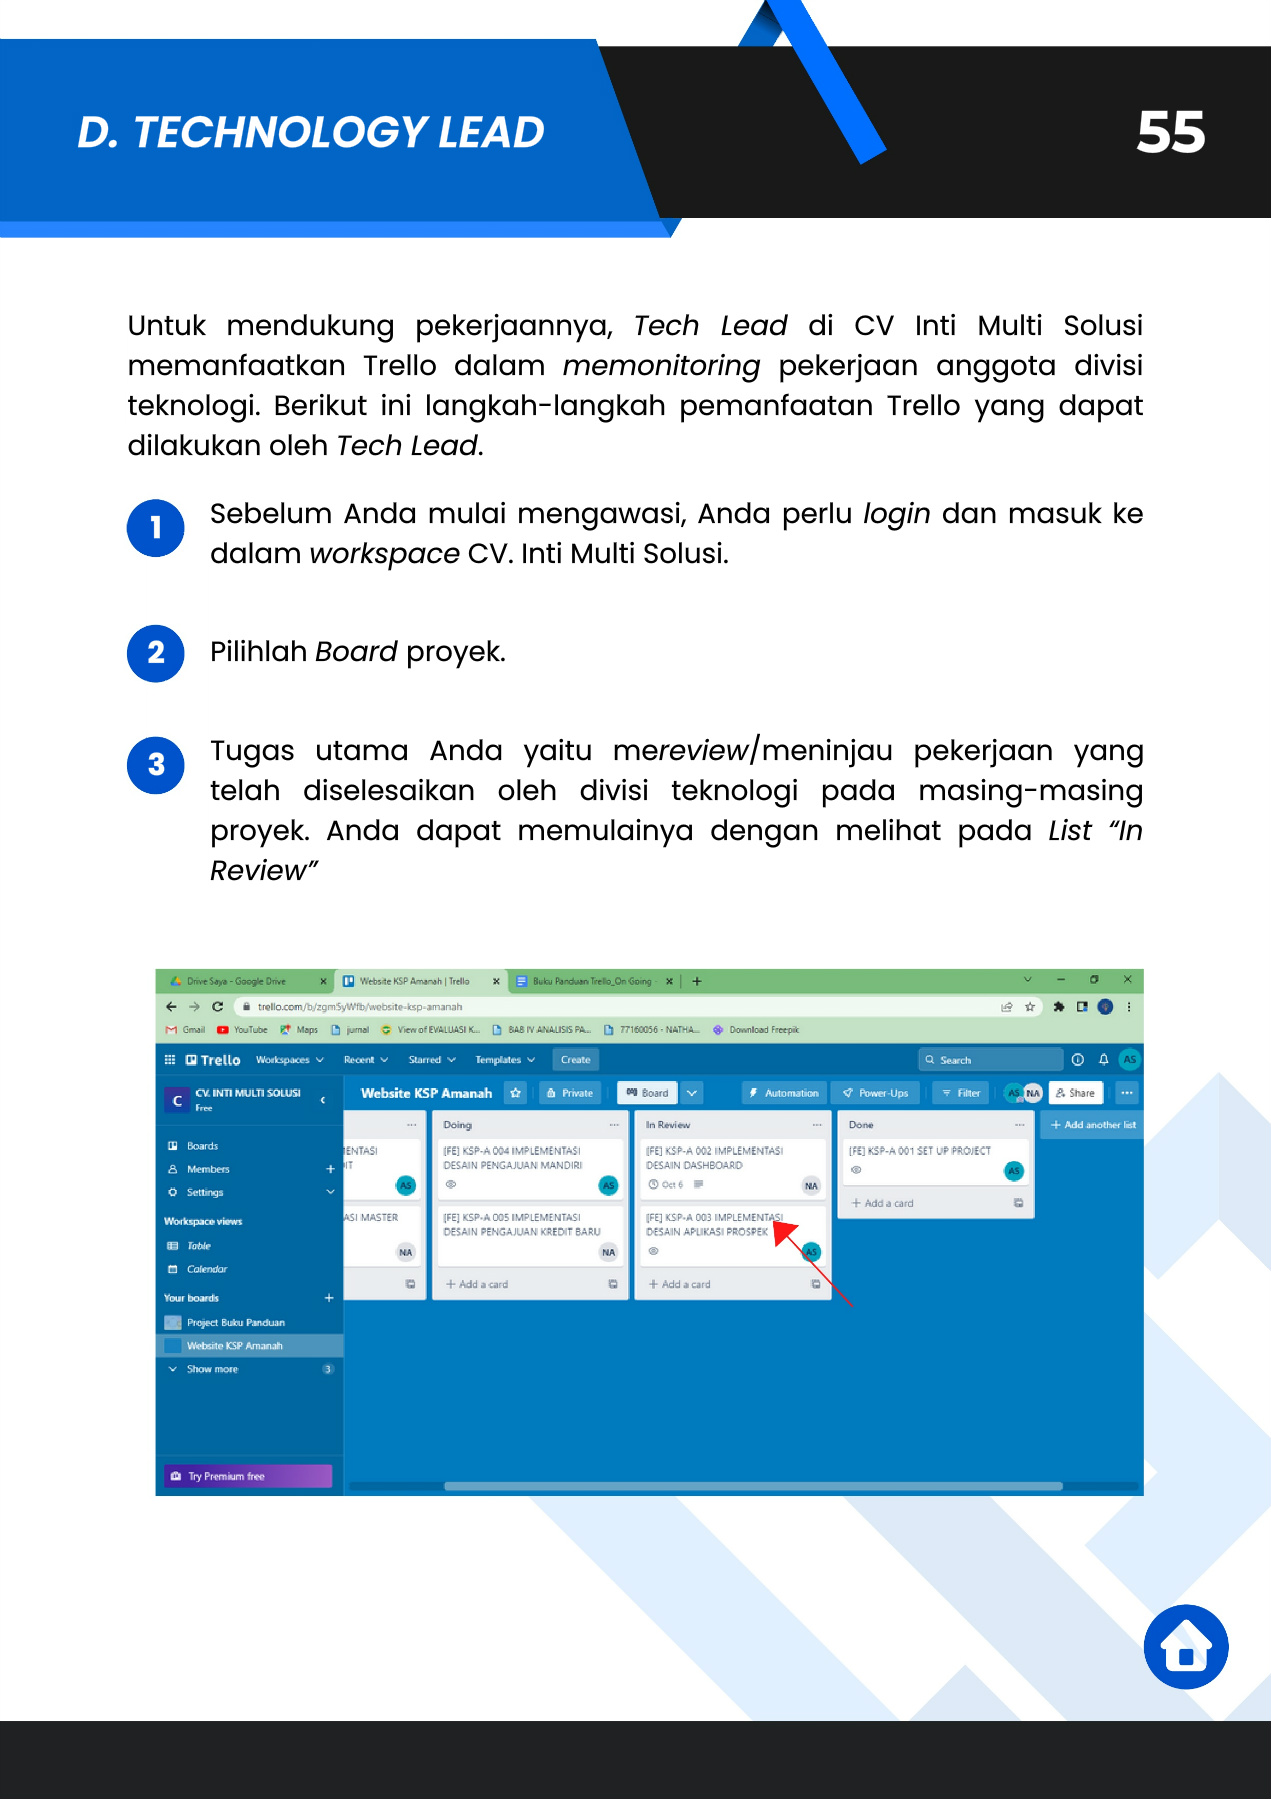 D. TECHNOLOGY LEAD
55
Untuk mendukung pekerjaannya, Tech Lead di CV Inti Multi Solusi
memanfaatkan Trello dalam memonitoring pekerjaan anggota divisi
teknologi. Berikut ini langkah-langkah pemanfaatan Trello yang dapat
dilakukan oleh Tech Lead.
1
Sebelum Anda mulai mengawasi, Anda perlu login dan masuk ke
dalam workspace CV. Inti Multi Solusi.
2
Pilihlah Board proyek.
3
Tugas utama Anda yaitu mereview/meninjau pekerjaan yang
telah diselesaikan oleh divisi teknologi pada masing-masing
proyek. Anda dapat memulainya dengan melihat pada List “In
Review”
Drive Saya - Google Drive
Website KSP Amanah | Trello
Buku Panduan Trello_On Going
trello.com/b/zgm5yWfb/website-ksp-amanah
Gmail YouTube Maps jurnal View of EVALUASI K... BAB IV ANALISIS PA... 77160056 - NATHA... Download Freepik
Trello Workspaces Recent Starred Templates Create Search AS
C CV. INTI MULTI SOLUSI
Free
Website KSP Amanah Private Board Automation Power-Ups Filter AS NA Share
Boards
Members
Settings
Workspace views
Table
Calendar
Your boards
Project Buku Panduan
Website KSP Amanah
Show more 3
Try Premium free
ENTASI
IT
AS
ASI MASTER
NA
Doing
[FE] KSP-A 004 IMPLEMENTASI
DESAIN PENGAJUAN MANDIRI
AS
[FE] KSP-A 005 IMPLEMENTASI
DESAIN PENGAJUAN KREDIT BARU
NA
+ Add a card
In Review
[FE] KSP-A 002 IMPLEMENTASI
DESAIN DASHBOARD
Oct 6
NA
[FE] KSP-A 003 IMPLEMENTASI
DESAIN APLIKASI PROSPEK
AS
+ Add a card
Done
[FE] KSP-A 001 SET UP PROJECT
AS
+ Add a card
+ Add another list